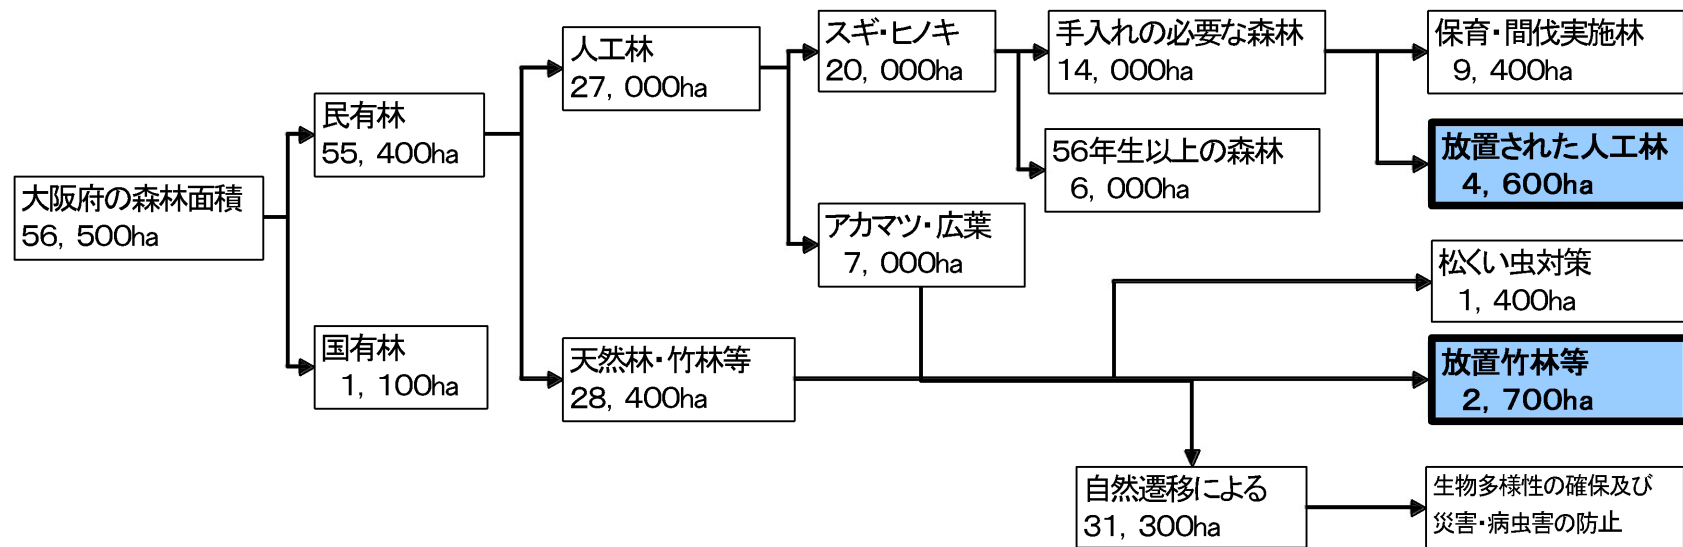 大阪府の森林面積
56, 500ha
民有林
55, 400ha
国有林
1, 100ha
人工林
27, 000ha
天然林・竹林等
28, 400ha
スギ・ヒノキ
20, 000ha
アカマツ・広葉
7, 000ha
手入れの必要な森林
14, 000ha
56年生以上の森林
6, 000ha
自然遷移による
31, 300ha
保育・間伐実施林
9, 400ha
放置された人工林
4, 600ha
松くい虫対策
1, 400ha
放置竹林等
2, 700ha
生物多様性の確保及び
災害・病虫害の防止